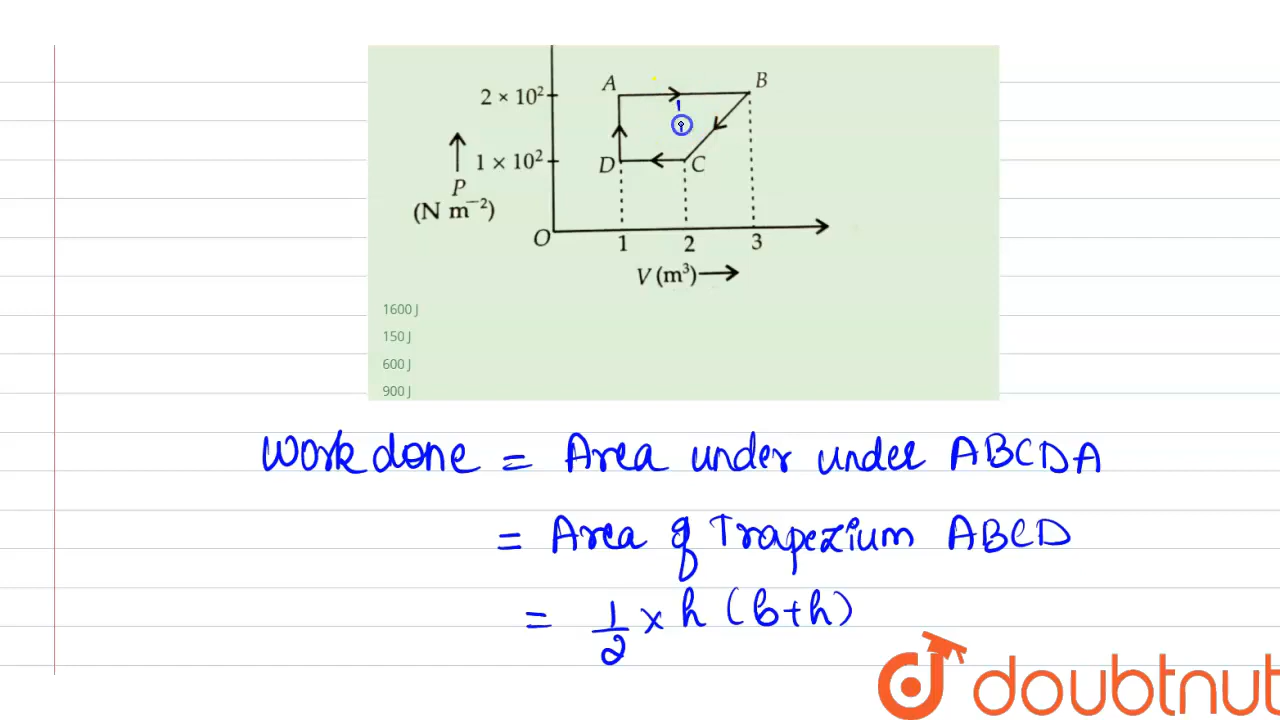 A B
2 × 10²
1 × 10² D C
P
(N m⁻²)
O 1 2 3
V (m³)
1600 J
150 J
600 J
900 J
Work done = Area under under ABCDA
= Area of Trapezium ABCD
= 1/2 × h (b+h)
doubtnut